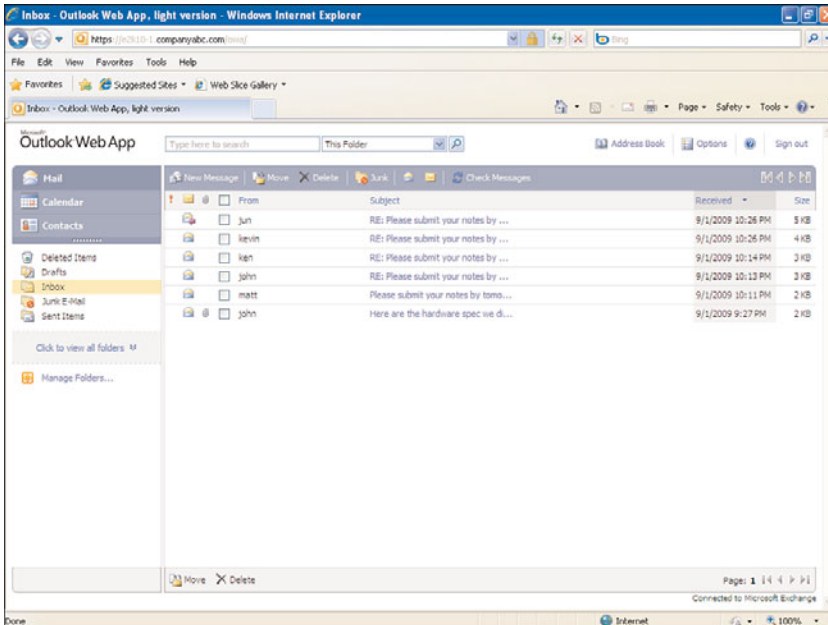 Inbox - Outlook Web App, light version - Windows Internet Explorer
https://e2k10-1.companyabc.com/owa/
Bing
File Edit View Favorites Tools Help
Favorites Suggested Sites Web Slice Gallery
Inbox - Outlook Web App, light version
Page Safety Tools
Microsoft
Outlook Web App
Type here to search This Folder
Address Book Options Sign out
Mail
Calendar
Contacts
Deleted Items
Drafts
Inbox
Junk E-Mail
Sent Items
Click to view all folders
Manage Folders...
New Message Move Delete Junk Check Messages
From Subject Received Size
jun RE: Please submit your notes by ... 9/1/2009 10:26 PM 5 KB
kevin RE: Please submit your notes by ... 9/1/2009 10:26 PM 4 KB
ken RE: Please submit your notes by ... 9/1/2009 10:14 PM 3 KB
john RE: Please submit your notes by ... 9/1/2009 10:13 PM 3 KB
matt Please submit your notes by tomo... 9/1/2009 10:11 PM 2 KB
john Here are the hardware spec we di... 9/1/2009 9:27 PM 2 KB
Move Delete
Page: 1
Connected to Microsoft Exchange
Done Internet 100%